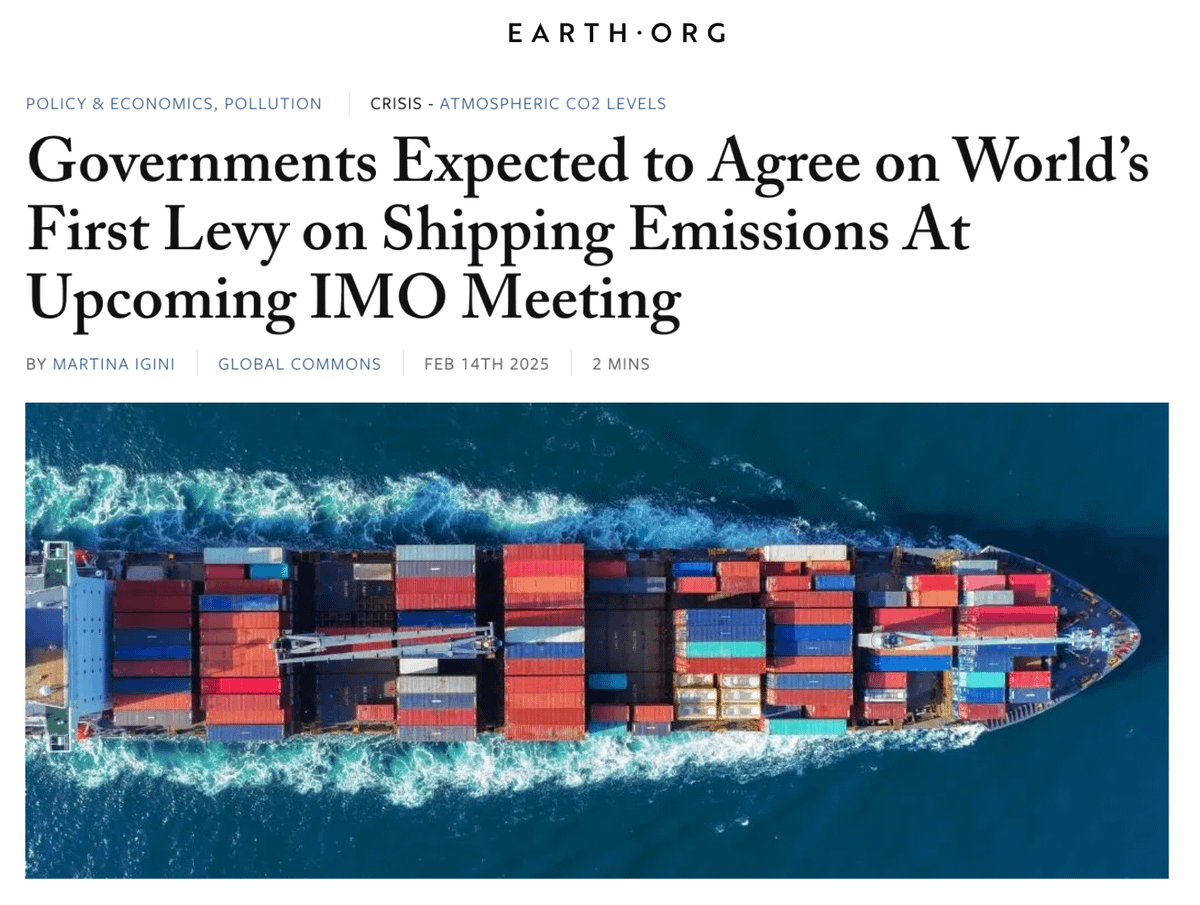 EARTH·ORG
POLICY & ECONOMICS, POLLUTION CRISIS - ATMOSPHERIC CO2 LEVELS
Governments Expected to Agree on World’s
First Levy on Shipping Emissions At
Upcoming IMO Meeting
BY MARTINA IGINI GLOBAL COMMONS FEB 14TH 2025 2 MINS